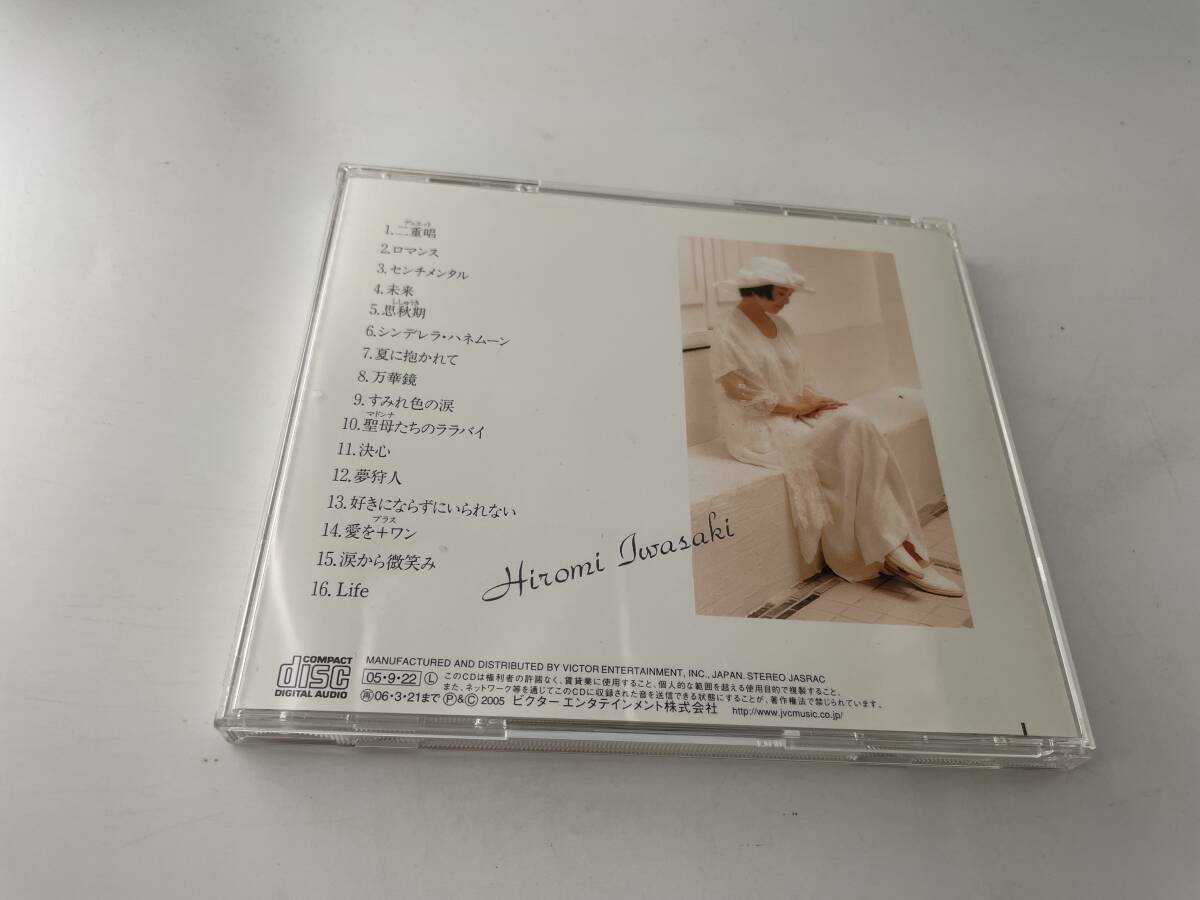 デュエット
1.二重唱
2.ロマンス
3.センチメンタル
4.未来
ししゅうき
5.思秋期
6.シンデレラ・ハネムーン
7.夏に抱かれて
8.万華鏡
9.すみれ色の涙
マドンナ
10.聖母たちのララバイ
11.決心
12.夢狩人
13.好きにならずにいられない
プラス
14.愛を+ワン
15.涙から微笑み
16.Life
Hiromi Iwasaki
COMPACT
disc
DIGITAL AUDIO
MANUFACTURED AND DISTRIBUTED BY VICTOR ENTERTAINMENT, INC., JAPAN. STEREO JASRAC
05・9・22 Ⓛ このCDは権利者の許諾なく、賃貸業に使用すること、個人的な範囲を超える使用目的で複製すること、
また、ネットワーク等を通じてこのCDに収録された音を送信できる状態にすることが、著作権法で禁じられています。
再06・3・21まで Ⓟ&Ⓒ 2005 ビクター エンタテインメント株式会社 http://www.jvcmusic.co.jp/